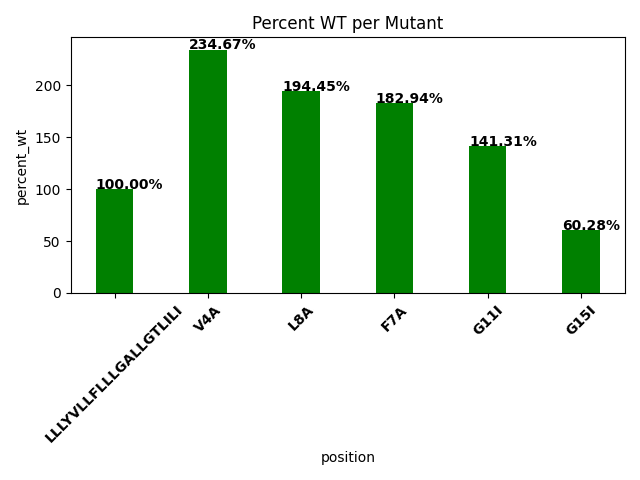 Percent WT per Mutant
percent_wt
200
150
100
50
0
100.00%
234.67%
194.45%
182.94%
141.31%
60.28%
LLLYVLLFLLLGALLGTLILI
V4A
L8A
F7A
G11I
G15I
position